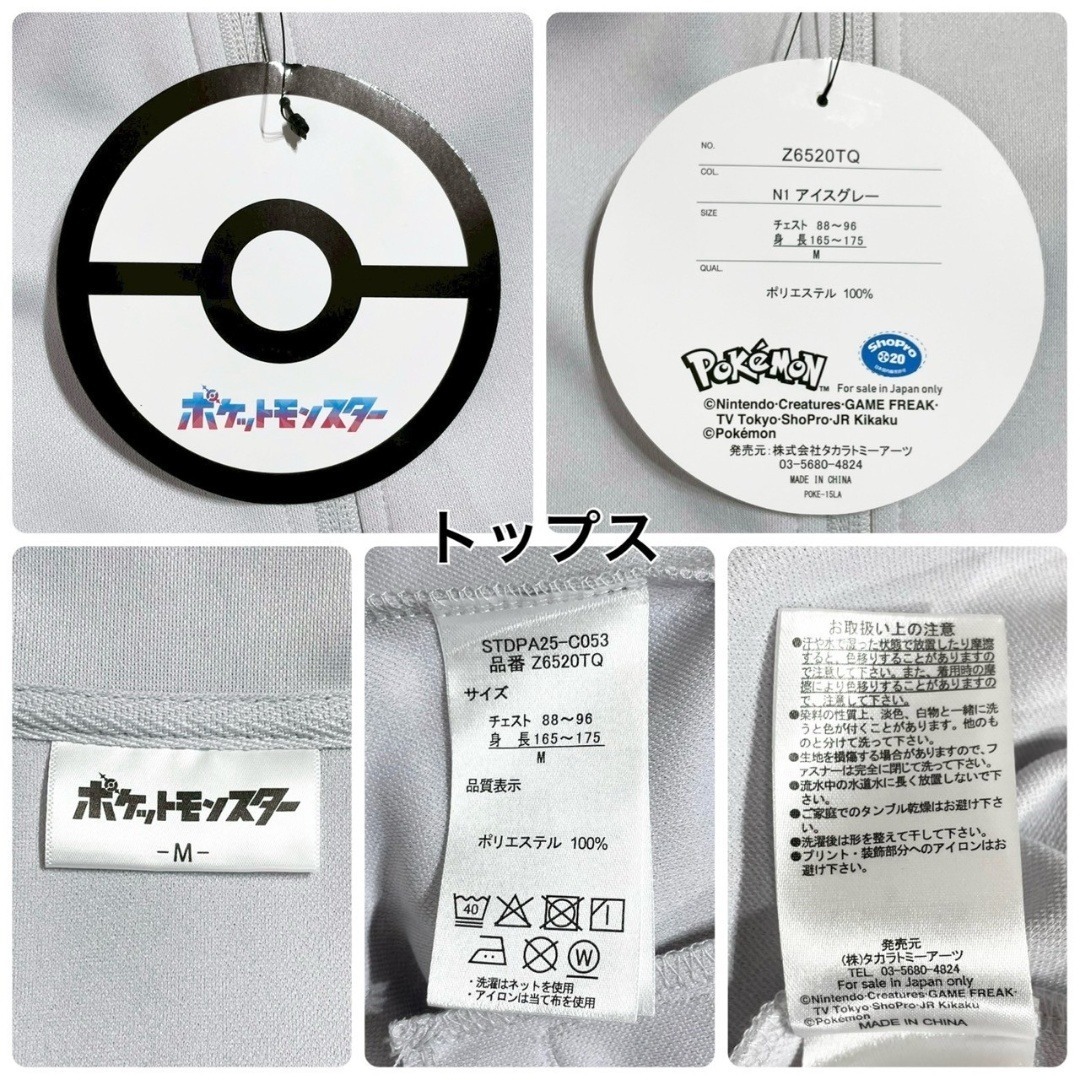 ポケットモンスター
NO.
Z6520TQ
COL.
N1 アイスグレー
SIZE
チェスト 88～96
身 長165～175
M
QUAL.
ポリエステル 100%
POKéMON™
ShoPro
20
For sale in Japan only
©Nintendo·Creatures·GAME FREAK·
TV Tokyo·ShoPro·JR Kikaku
©Pokémon
発売元：株式会社タカラトミーアーツ
03-5680-4824
MADE IN CHINA
POKE-15LA
トップス
ポケットモンスター
-M-
STDPA25-C053
品番 Z6520TQ
サイズ
チェスト 88～96
身 長165～175
M
品質表示
ポリエステル 100%
40
W
・洗濯はネットを使用
・アイロンは当て布を使用
お取扱い上の注意
●汗や水で湿った状態で放置したり摩擦
すると、色移りすることがありますの
で注意して下さい。また、着用時の摩
擦により色移りすることがありますの
で、注意して下さい。
●染料の性質上、淡色、白物と一緒に洗
うと色が付くことがあります。他のも
のと分けて洗って下さい。
●生地を損傷する場合がありますので、フ
ァスナーは完全に閉じて洗って下さい。
●流水中の水道水に長く放置しないで下
さい。
●ご家庭でのタンブル乾燥はお避け下さ
い。
●洗濯後は形を整えて干して下さい。
●プリント・装飾部分へのアイロンはお
避け下さい。
発売元
(株)タカラトミーアーツ
TEL. 03-5680-4824
For sale in Japan only
©Nintendo·Creatures·GAME FREAK·
TV Tokyo·ShoPro·JR Kikaku
©Pokémon
MADE IN CHINA